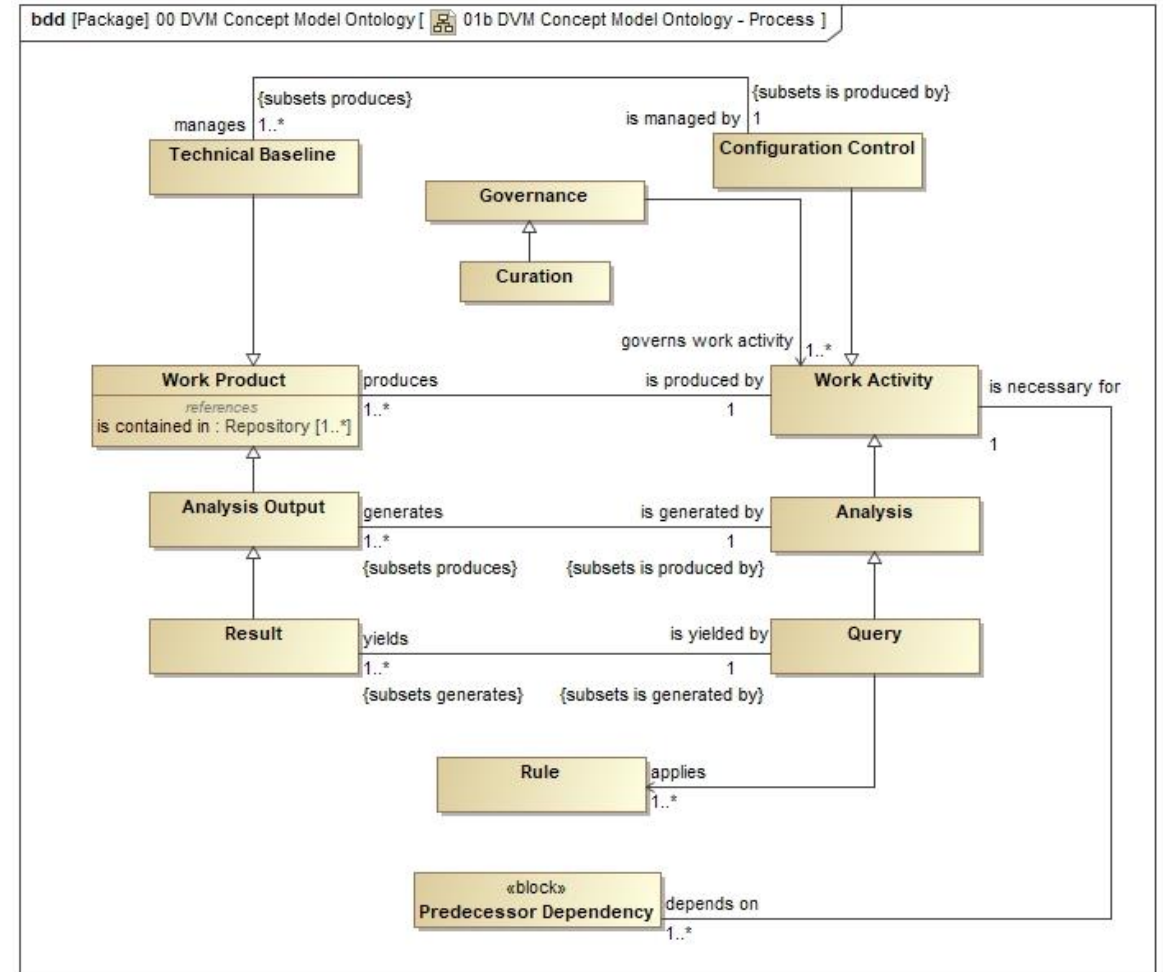 bdd [Package] 00 DVM Concept Model Ontology [ 01b DVM Concept Model Ontology - Process ]
{subsets produces}
{subsets is produced by}
manages 1..*
is managed by 1
Technical Baseline
Configuration Control
Governance
Curation
governs work activity 1..*
Work Product
references
is contained in : Repository [1..*]
produces
1..*
is produced by
1
Work Activity
is necessary for
1
Analysis Output
generates
1..*
{subsets produces}
is generated by
1
{subsets is produced by}
Analysis
Result
yields
1..*
{subsets generates}
is yielded by
1
{subsets is generated by}
Query
Rule
applies
1..*
«block»
Predecessor Dependency
depends on
1..*